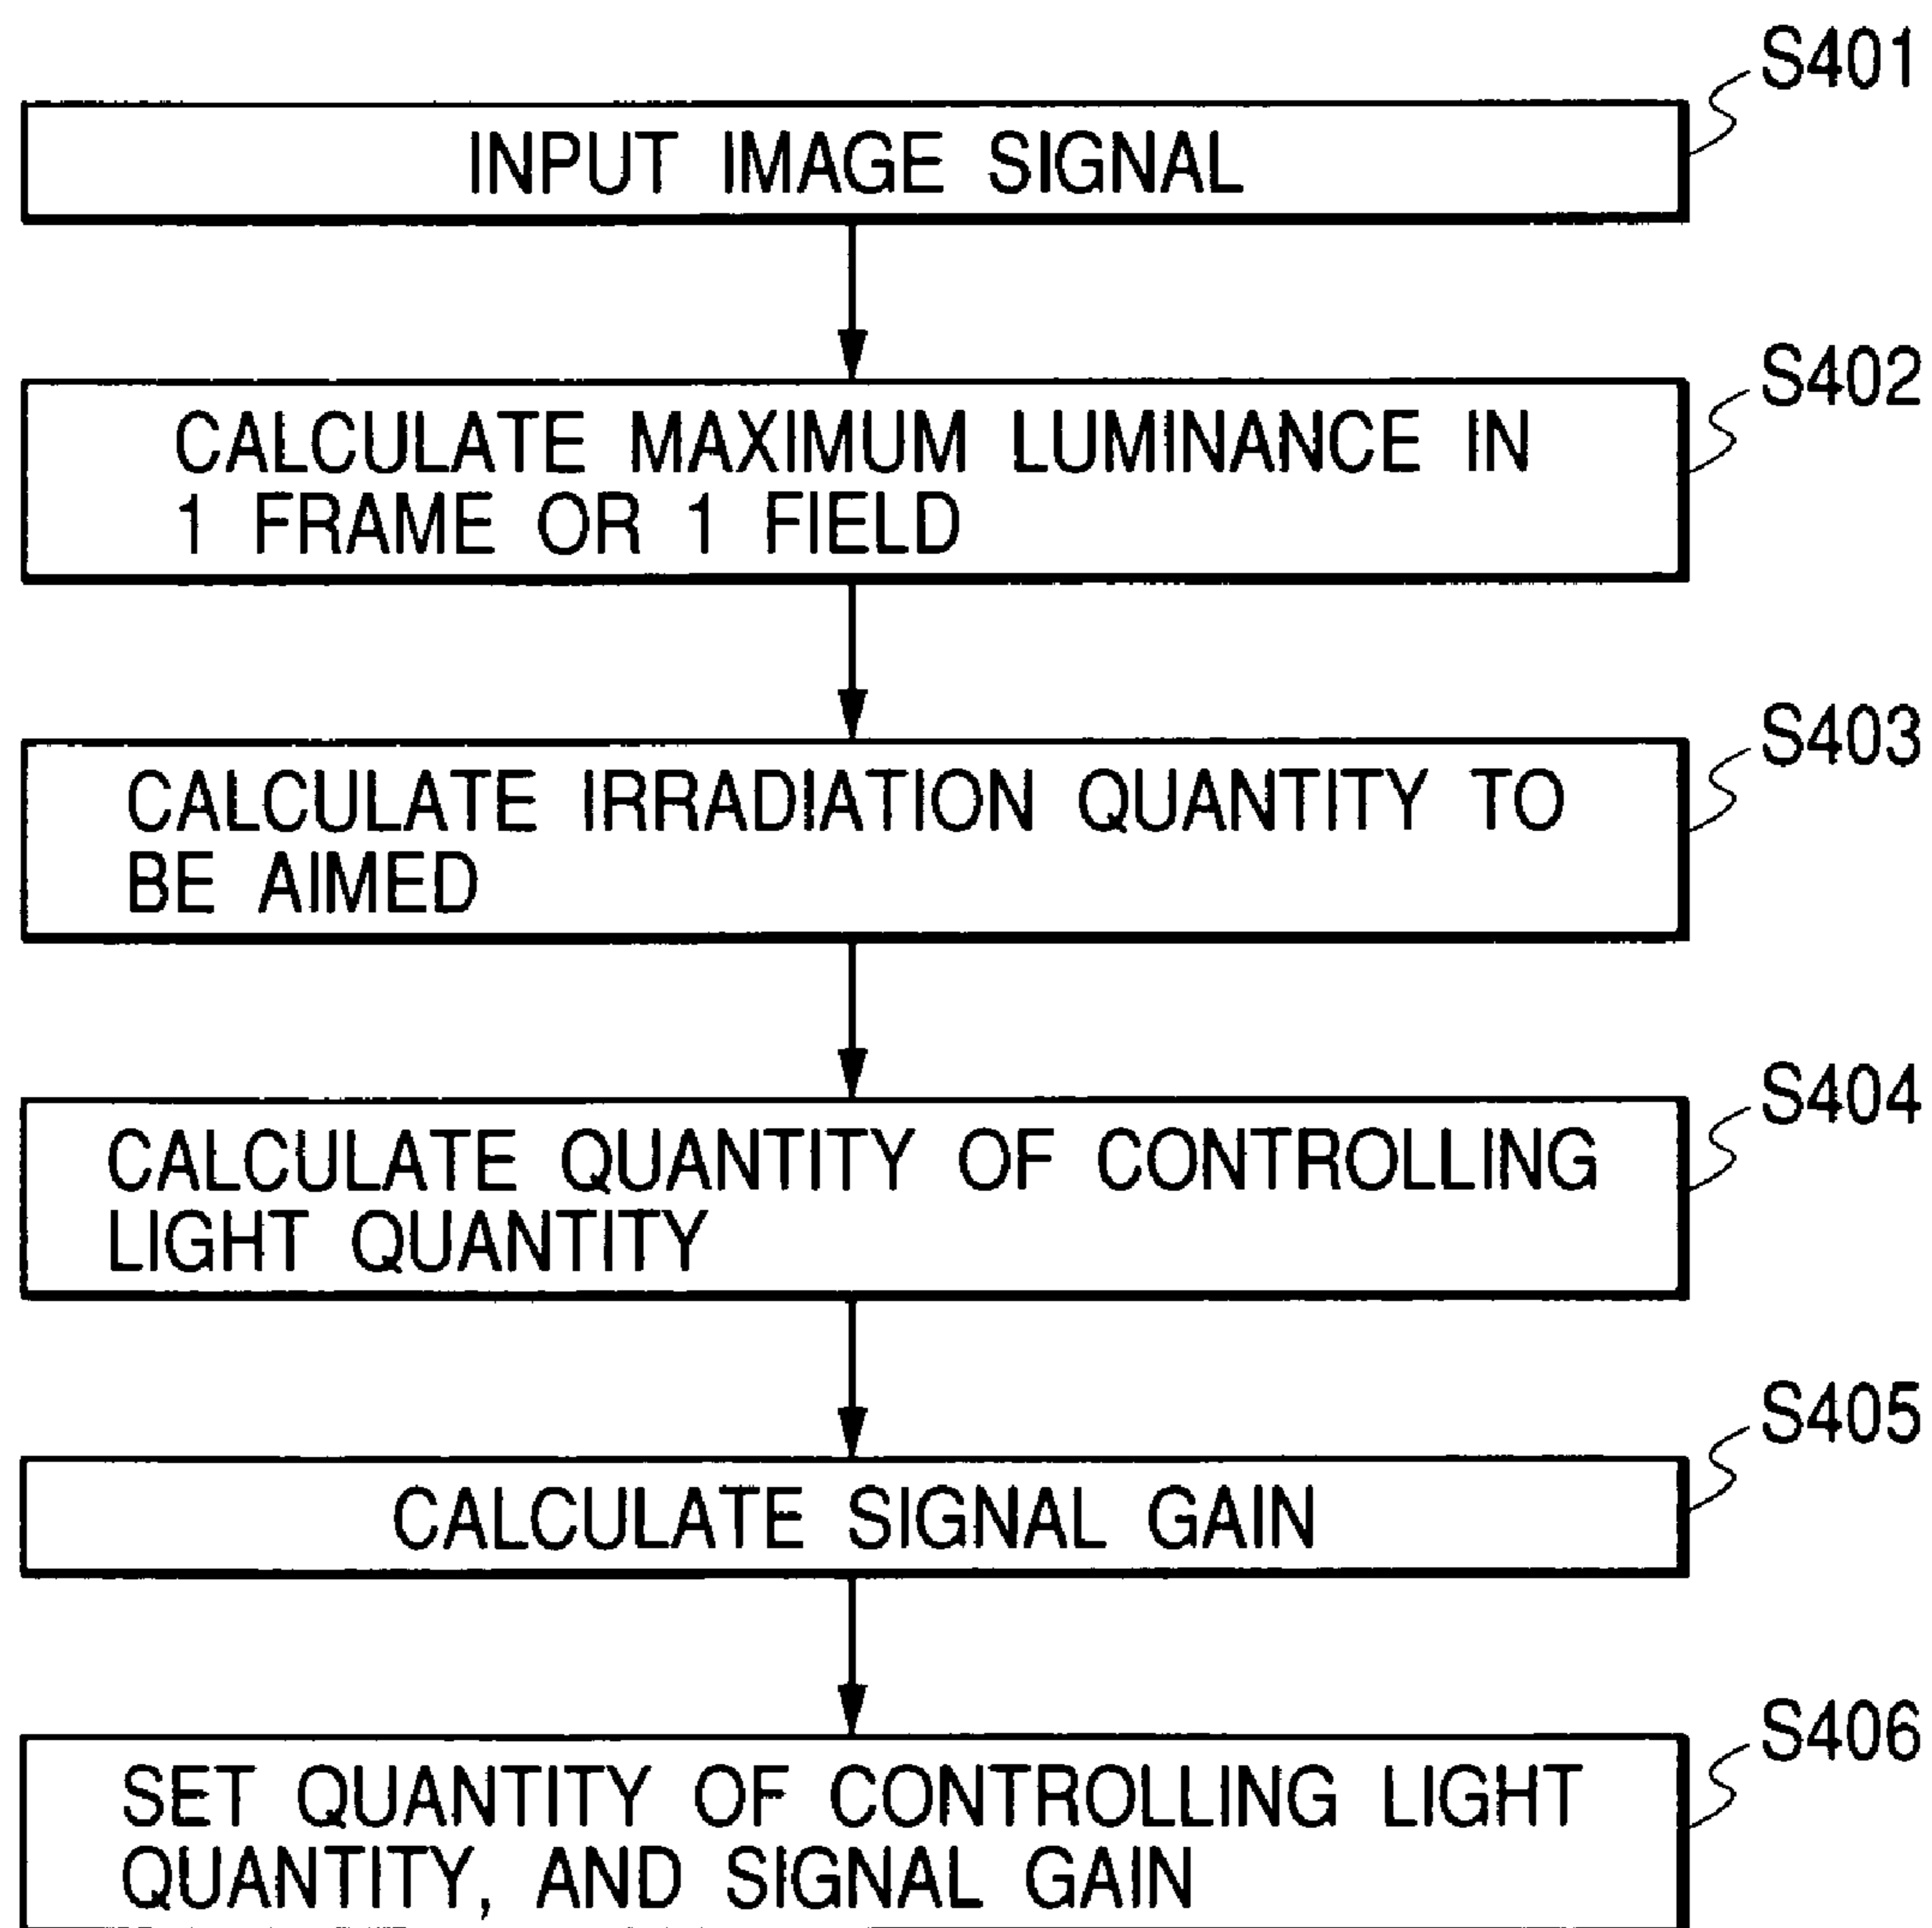 S401
INPUT IMAGE SIGNAL
S402
CALCULATE MAXIMUM LUMINANCE IN
1 FRAME OR 1 FIELD
S403
CALCULATE IRRADIATION QUANTITY TO
BE AIMED
S404
CALCULATE QUANTITY OF CONTROLLING
LIGHT QUANTITY
S405
CALCULATE SIGNAL GAIN
S406
SET QUANTITY OF CONTROLLING LIGHT
QUANTITY, AND SIGNAL GAIN